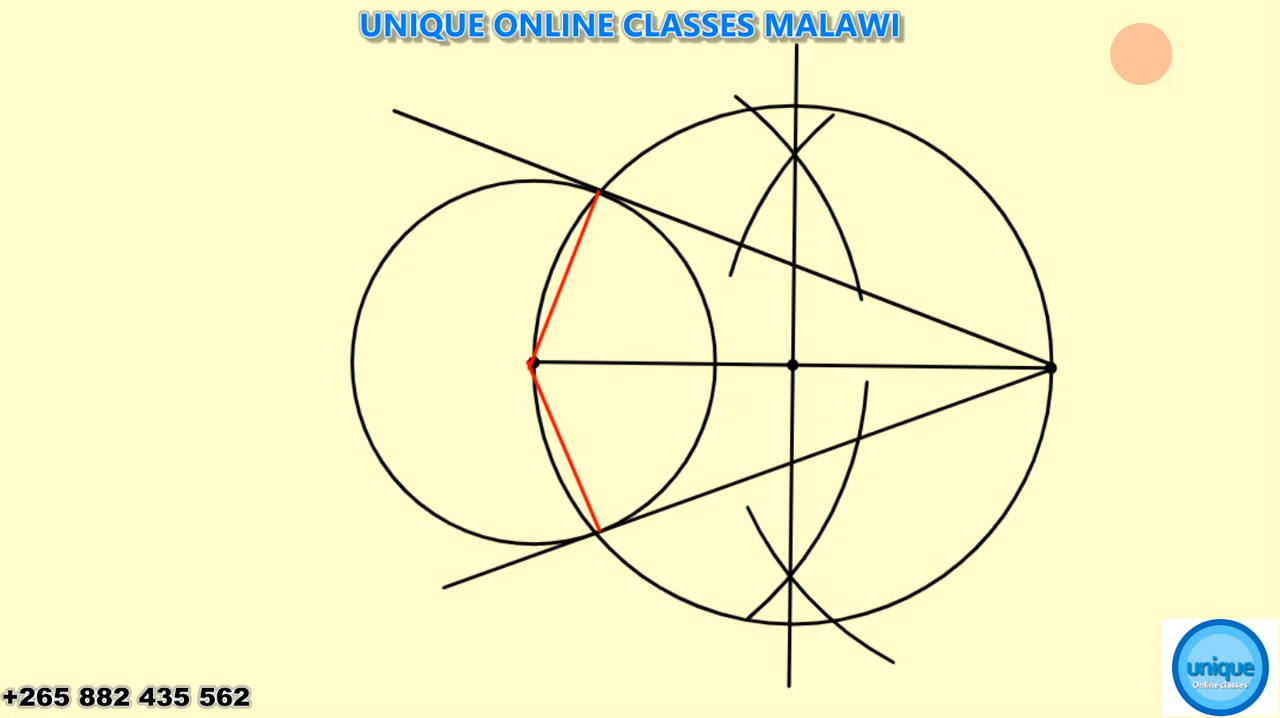 UNIQUE ONLINE CLASSES MALAWI
unique
Online classes
+265 882 435 562